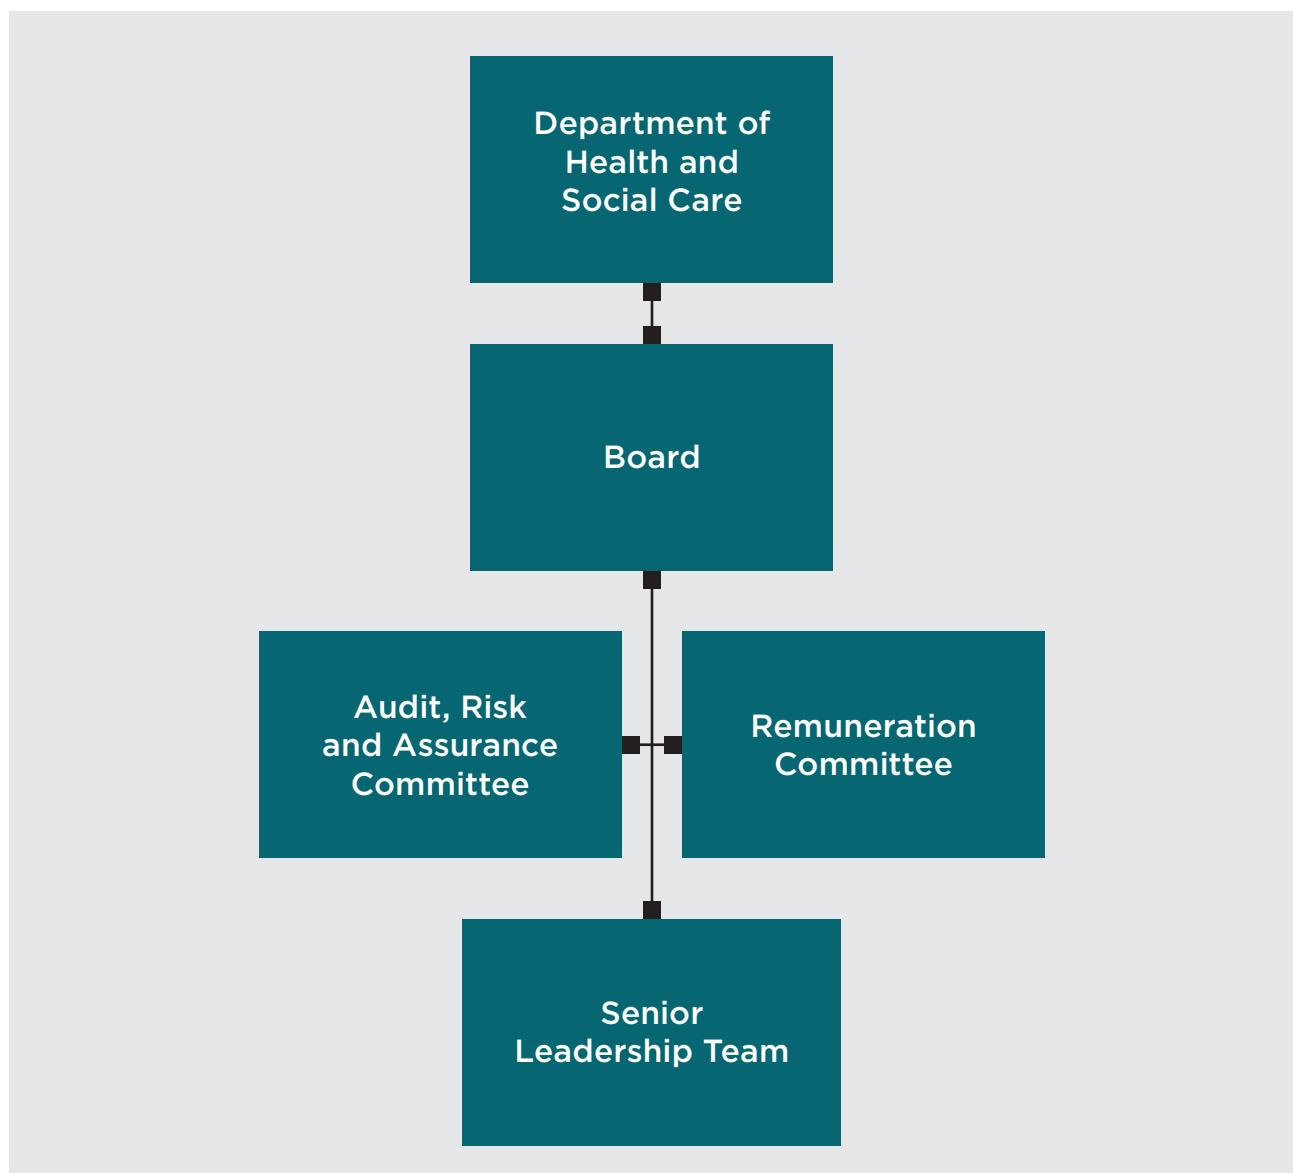 Department of
Health and
Social Care
Board
Audit, Risk
and Assurance
Committee
Remuneration
Committee
Senior
Leadership Team